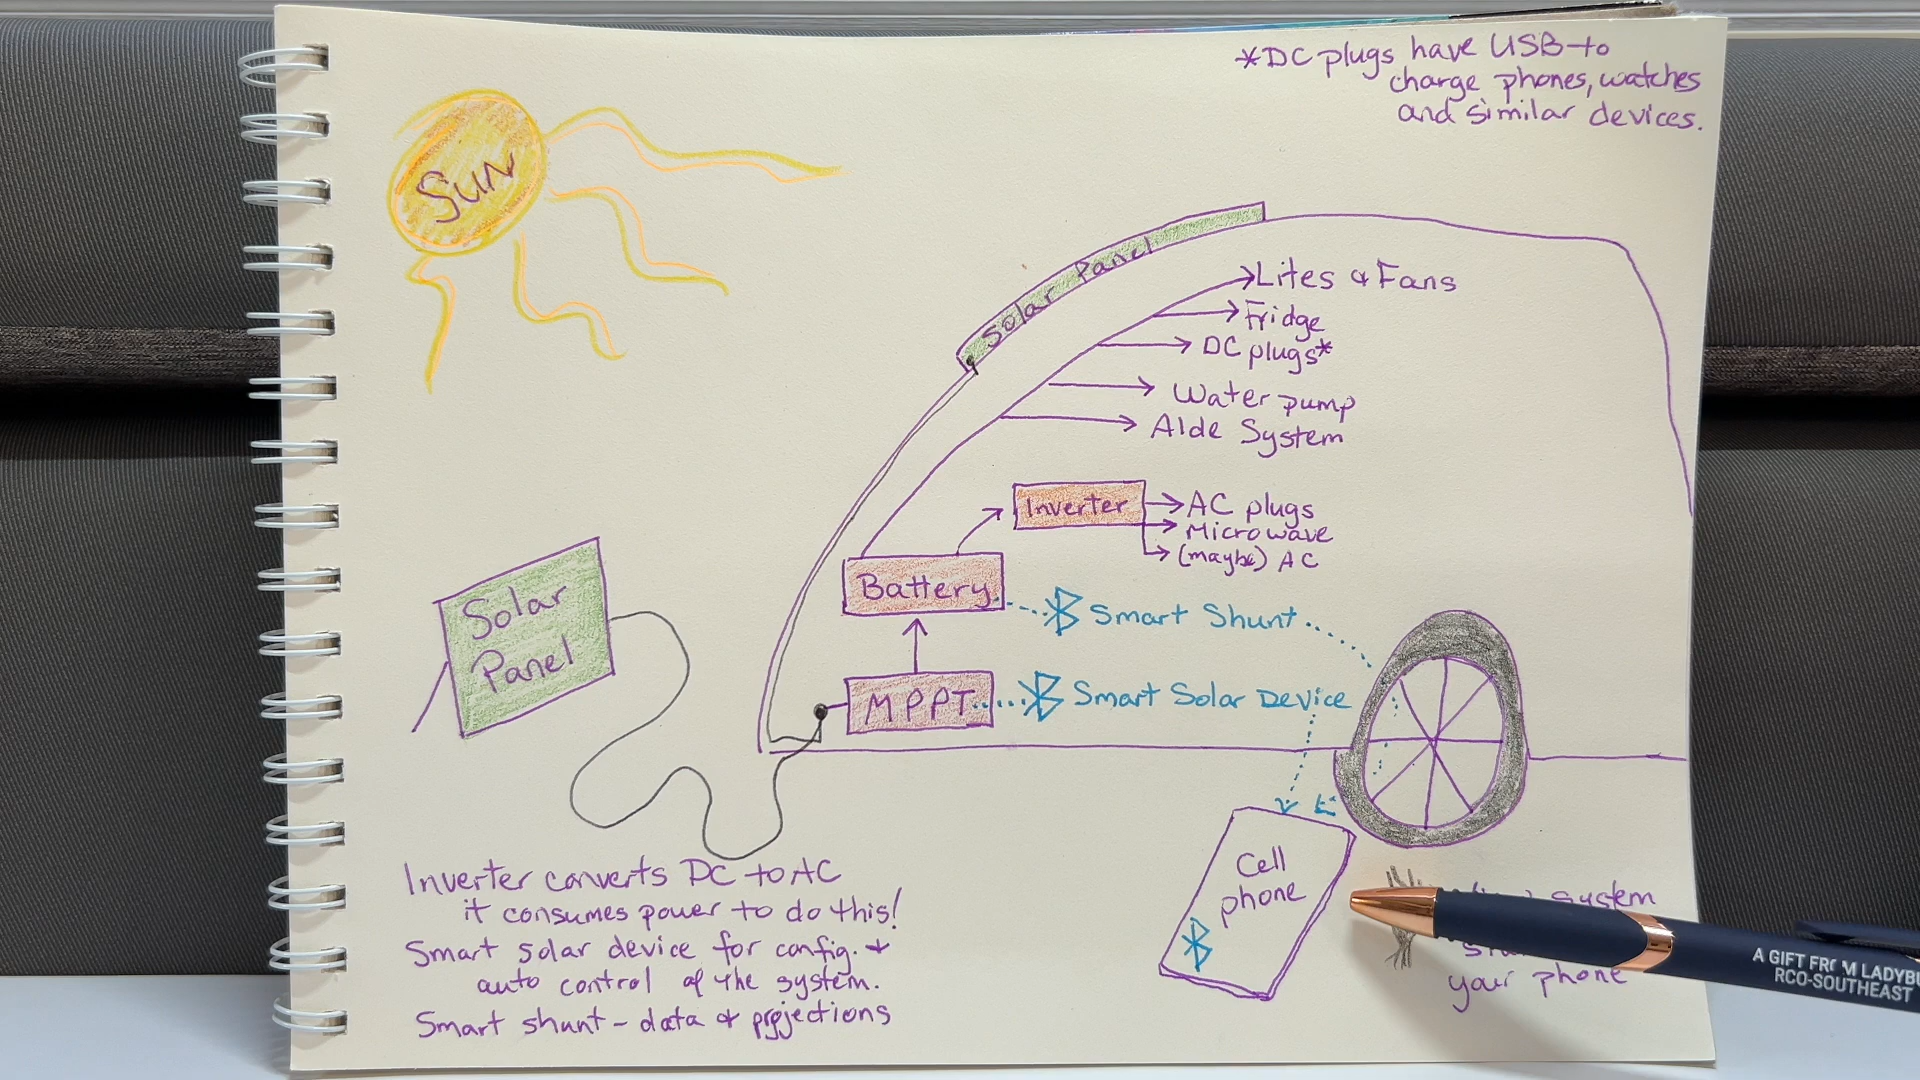 *DC plugs have USB to
charge phones, watches
and similar devices.
Sun
Solar Panel
Lites & Fans
Fridge
DC plugs*
Water pump
Alde System
Inverter
AC plugs
Microwave
(maybe) AC
Battery
Smart Shunt
Solar
Panel
MPPT
Smart Solar Device
Cell
phone
Inverter converts DC to AC
it consumes power to do this!
Smart solar device for config. &
auto control of the system.
Smart shunt - data & projections
system
your phone
A GIFT FROM
RCO-SOUTHEAST